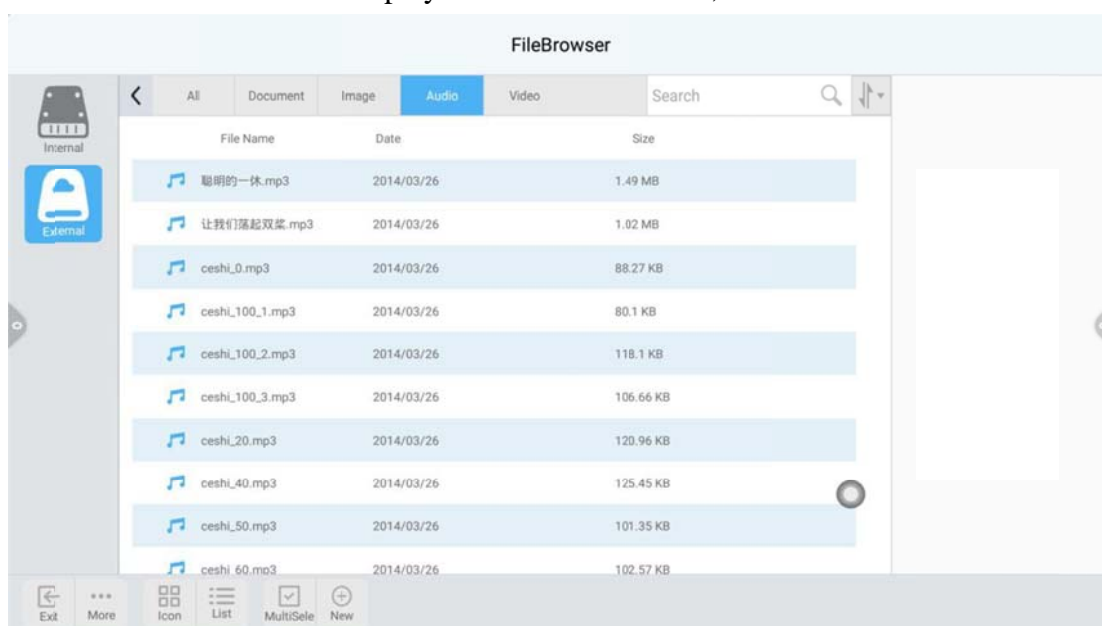 FileBrowser
All Document Image Audio Video Search
Internal
External
File Name Date Size
聪明的一休.mp3 2014/03/26 1.49 MB
让我们荡起双桨.mp3 2014/03/26 1.02 MB
ceshi_0.mp3 2014/03/26 88.27 KB
ceshi_100_1.mp3 2014/03/26 80.1 KB
ceshi_100_2.mp3 2014/03/26 118.1 KB
ceshi_100_3.mp3 2014/03/26 106.66 KB
ceshi_20.mp3 2014/03/26 120.96 KB
ceshi_40.mp3 2014/03/26 125.45 KB
ceshi_50.mp3 2014/03/26 101.35 KB
ceshi_60.mp3 2014/03/26 102.57 KB
Exit More Icon List MultiSele New